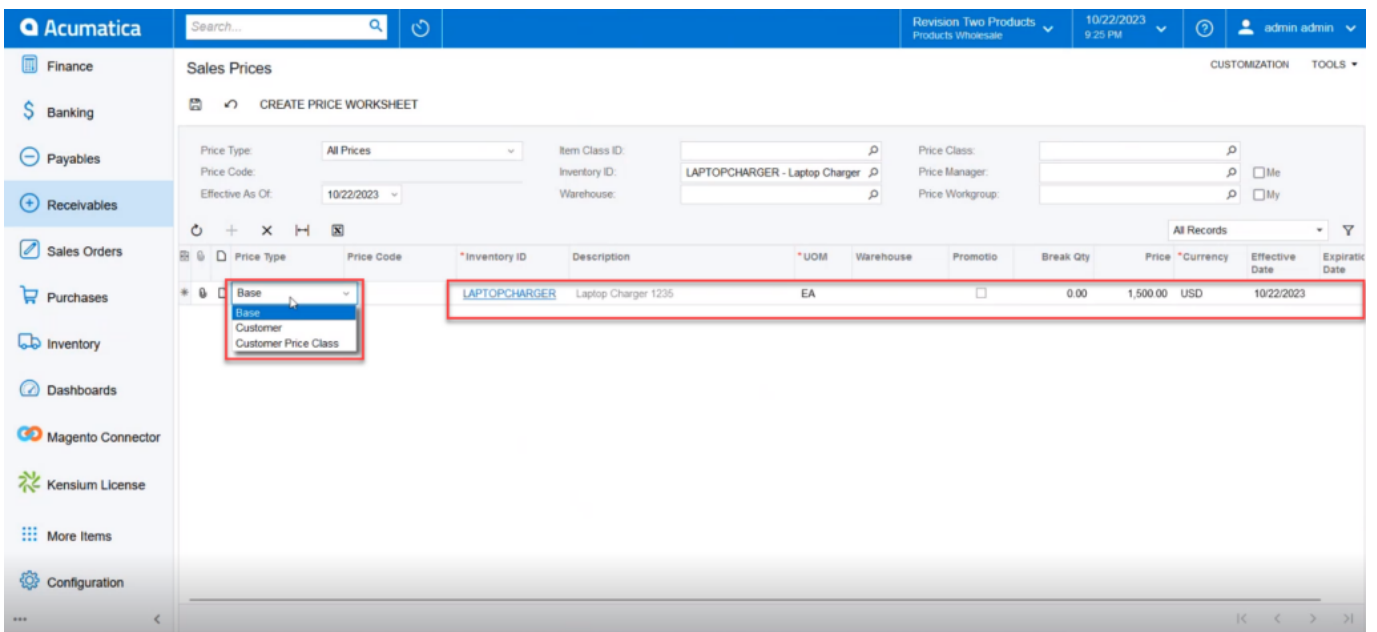 Acumatica
Search...
Revision Two Products
Products Wholesale
10/22/2023
9:25 PM
admin admin
Finance
Banking
Payables
Receivables
Sales Orders
Purchases
Inventory
Dashboards
Magento Connector
Kensium License
More Items
Configuration
Sales Prices
CUSTOMIZATION TOOLS
CREATE PRICE WORKSHEET
Price Type: All Prices Item Class ID: Price Class:
Price Code: Inventory ID: LAPTOPCHARGER - Laptop Charger Price Manager: Me
Effective As Of: 10/22/2023 Warehouse: Price Workgroup: My
All Records
Price Type Price Code *Inventory ID Description *UOM Warehouse Promotio Break Qty Price *Currency Effective Date Expiratic Date
Base LAPTOPCHARGER Laptop Charger 1235 EA 0.00 1,500.00 USD 10/22/2023
Base
Customer
Customer Price Class